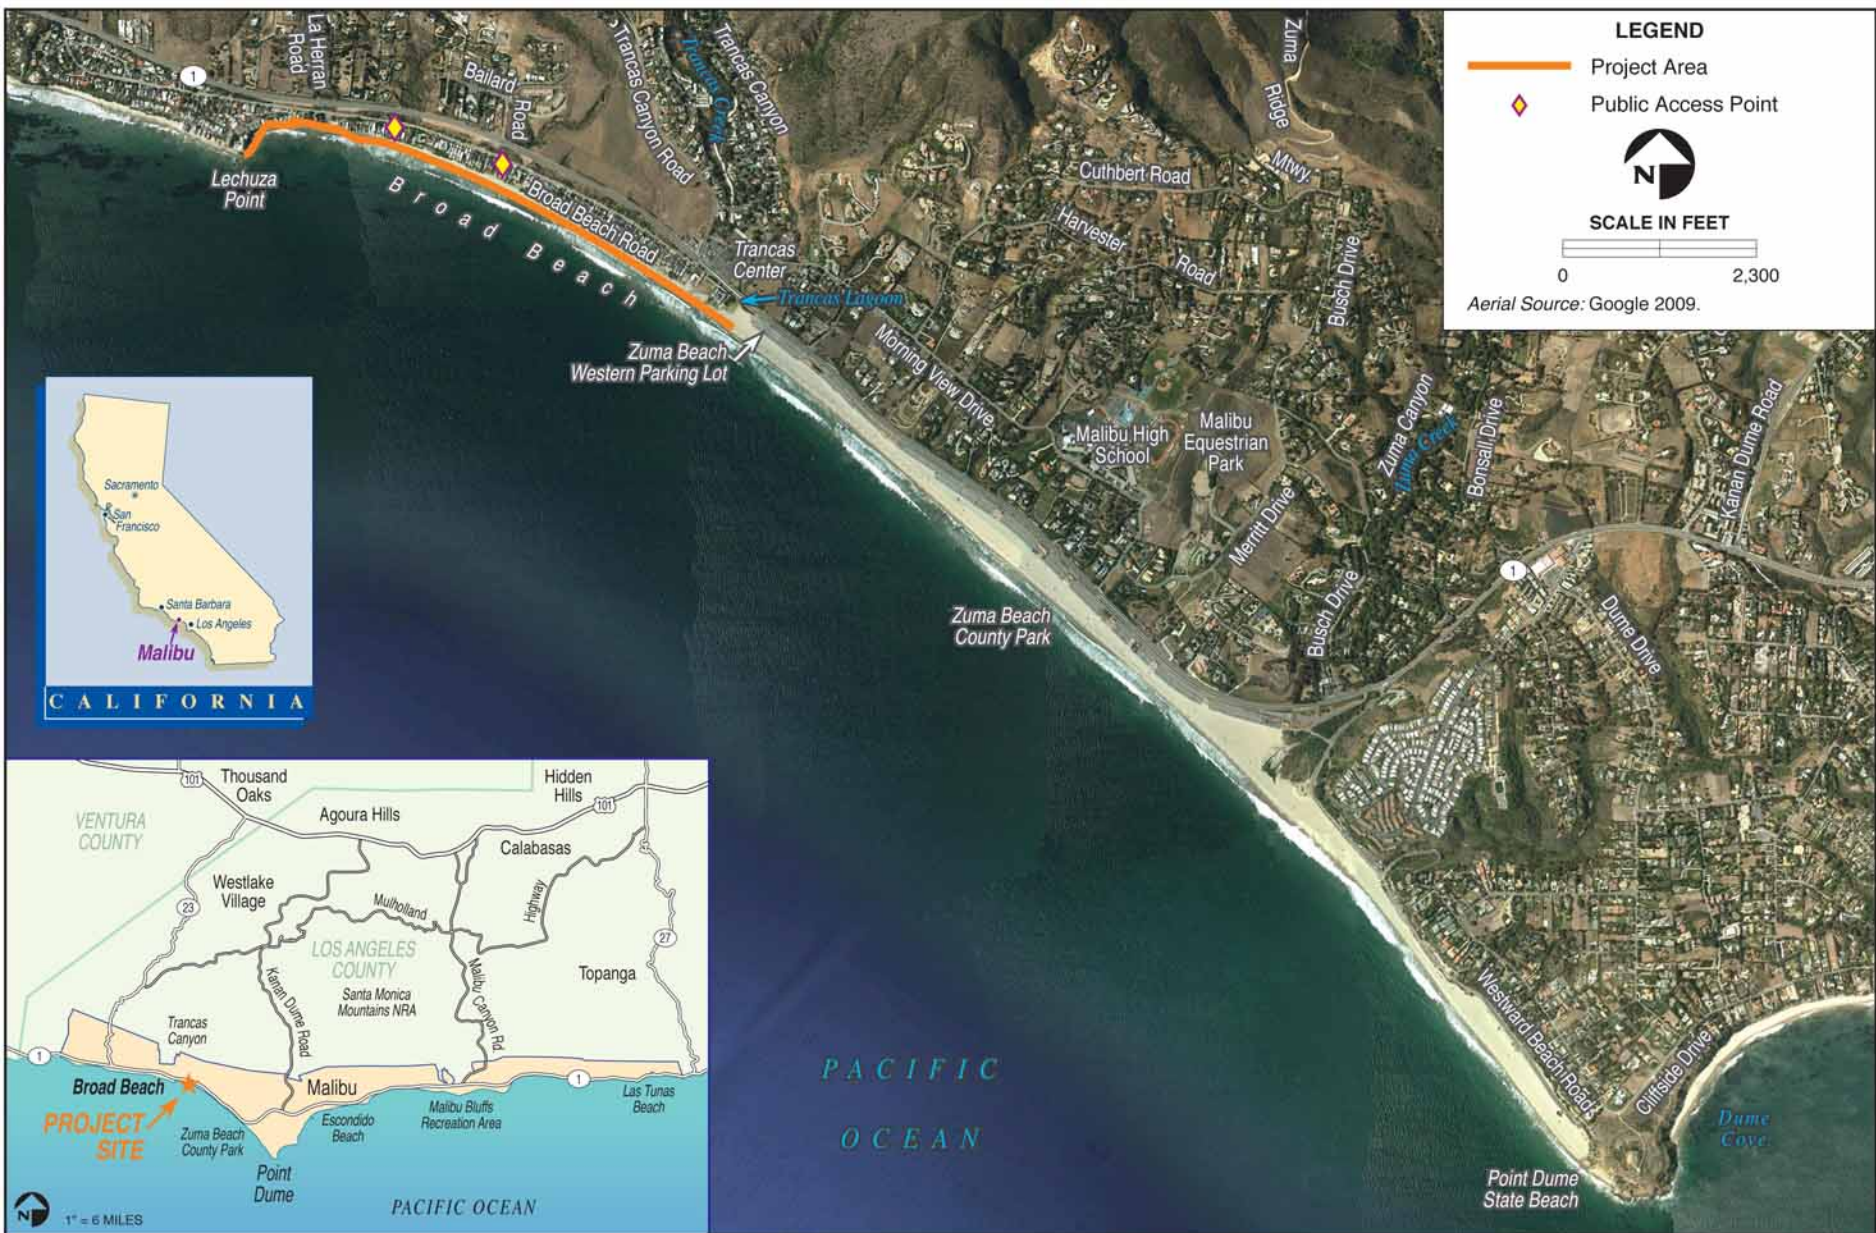 LEGEND
Project Area
Public Access Point
N
SCALE IN FEET
0 2,300
Aerial Source: Google 2009.
La Herran
Road
1
Bailard Road
Trancas Canyon Road
Trancas Creek
Trancas Canyon
Zuma
Ridge
Mtwy.
Cuthbert Road
Harvester Road
Busch Drive
Lechuza
Point
Broad Beach
Broad Beach Road
Trancas
Center
Trancas Lagoon
Zuma Beach
Western Parking Lot
Morning View Drive
Malibu High
School
Malibu
Equestrian
Park
Merritt Drive
Busch Drive
Zuma Canyon
Zuma Creek
Bonsall Drive
Kanan Dume Road
1
Dume Drive
Zuma Beach
County Park
Westward Beach Roads
Cliffside Drive
Dume
Cove
Point Dume
State Beach
PACIFIC
OCEAN
Sacramento
San
Francisco
Santa Barbara
Los Angeles
Malibu
CALIFORNIA
101
Thousand
Oaks
Hidden
Hills
101
Agoura Hills
VENTURA
COUNTY
Calabasas
Westlake
Village
23
Mulholland
Highway
27
LOS ANGELES
COUNTY
Santa Monica
Mountains NRA
Topanga
Kanan Dume Road
Malibu Canyon Rd
Trancas
Canyon
1
Broad Beach
Malibu
1
PROJECT
SITE
Zuma Beach
County Park
Escondido
Beach
Malibu Bluffs
Recreation Area
Las Tunas
Beach
Point
Dume
PACIFIC OCEAN
N
1" = 6 MILES